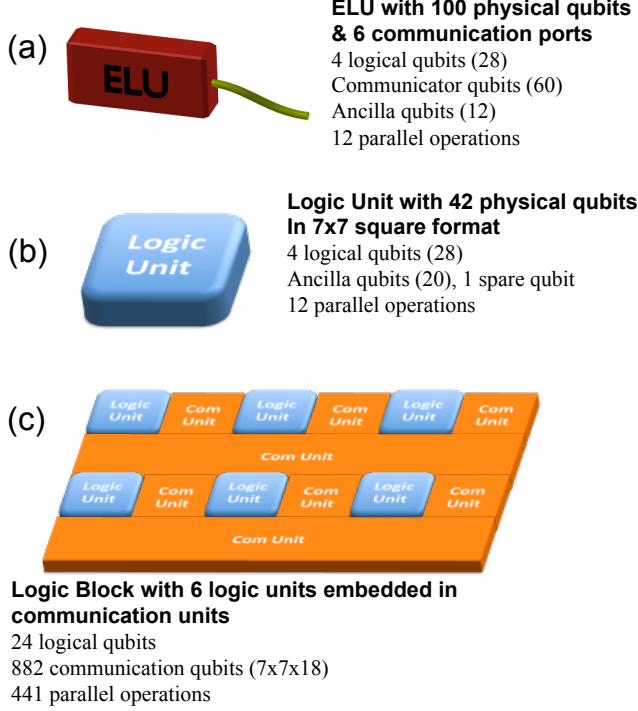 (a)
ELU
ELU with 100 physical qubits
& 6 communication ports
4 logical qubits (28)
Communicator qubits (60)
Ancilla qubits (12)
12 parallel operations
(b)
Logic
Unit
Logic Unit with 42 physical qubits
In 7x7 square format
4 logical qubits (28)
Ancilla qubits (20), 1 spare qubit
12 parallel operations
(c)
Logic Unit Com Unit Logic Unit Com Unit Logic Unit Com Unit
Com Unit
Logic Unit Com Unit Logic Unit Com Unit Logic Unit Com Unit
Com Unit
Logic Block with 6 logic units embedded in
communication units
24 logical qubits
882 communication qubits (7x7x18)
441 parallel operations